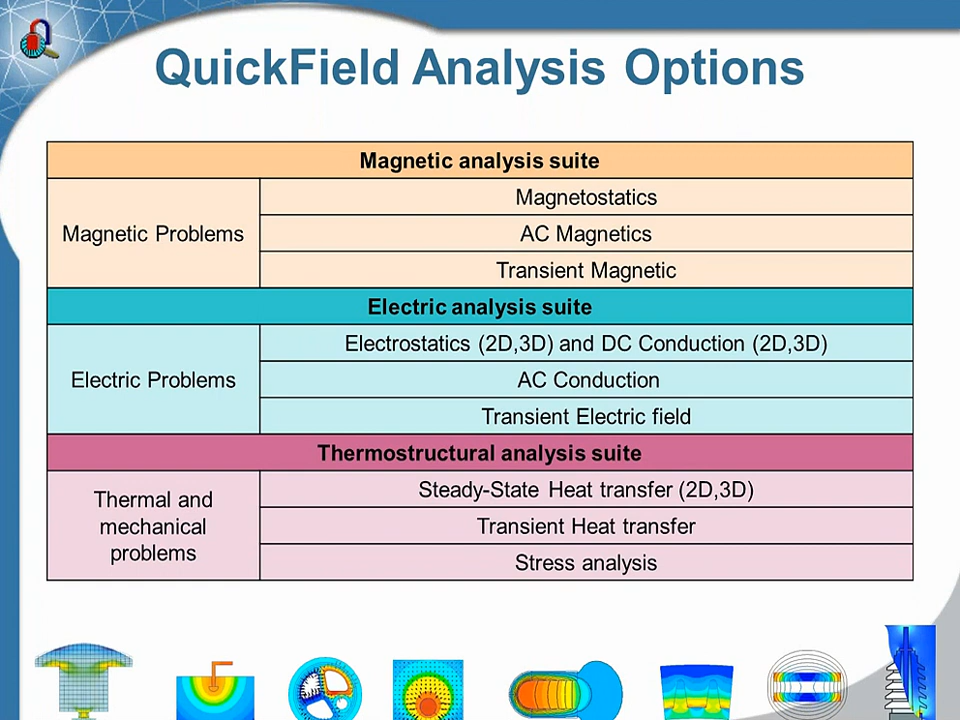 QuickField Analysis Options
Magnetic analysis suite
Magnetic Problems
Magnetostatics
AC Magnetics
Transient Magnetic
Electric analysis suite
Electric Problems
Electrostatics (2D,3D) and DC Conduction (2D,3D)
AC Conduction
Transient Electric field
Thermostructural analysis suite
Thermal and
mechanical
problems
Steady-State Heat transfer (2D,3D)
Transient Heat transfer
Stress analysis